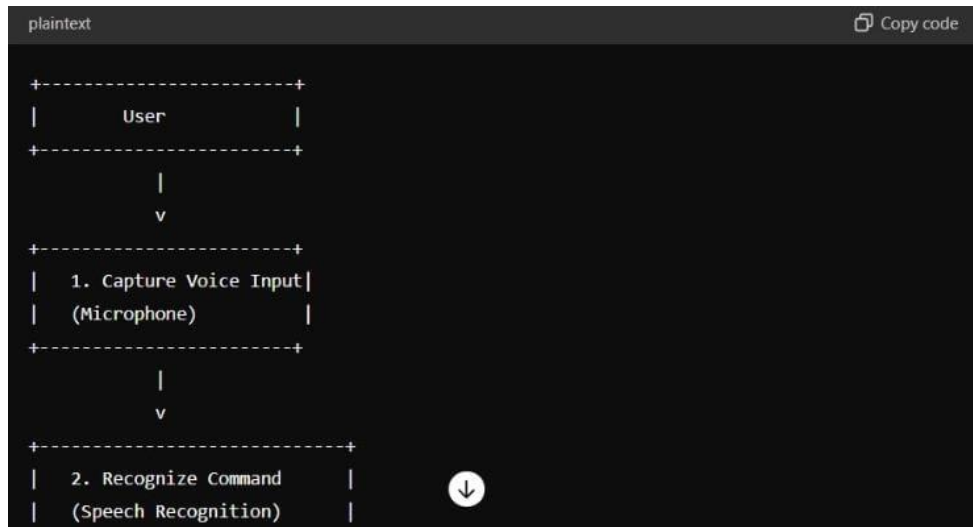 plaintext Copy code
+------------------------+
| User |
+------------------------+
|
v
+------------------------+
| 1. Capture Voice Input|
| (Microphone) |
+------------------------+
|
v
+-----------------------------+
| 2. Recognize Command |
| (Speech Recognition) |